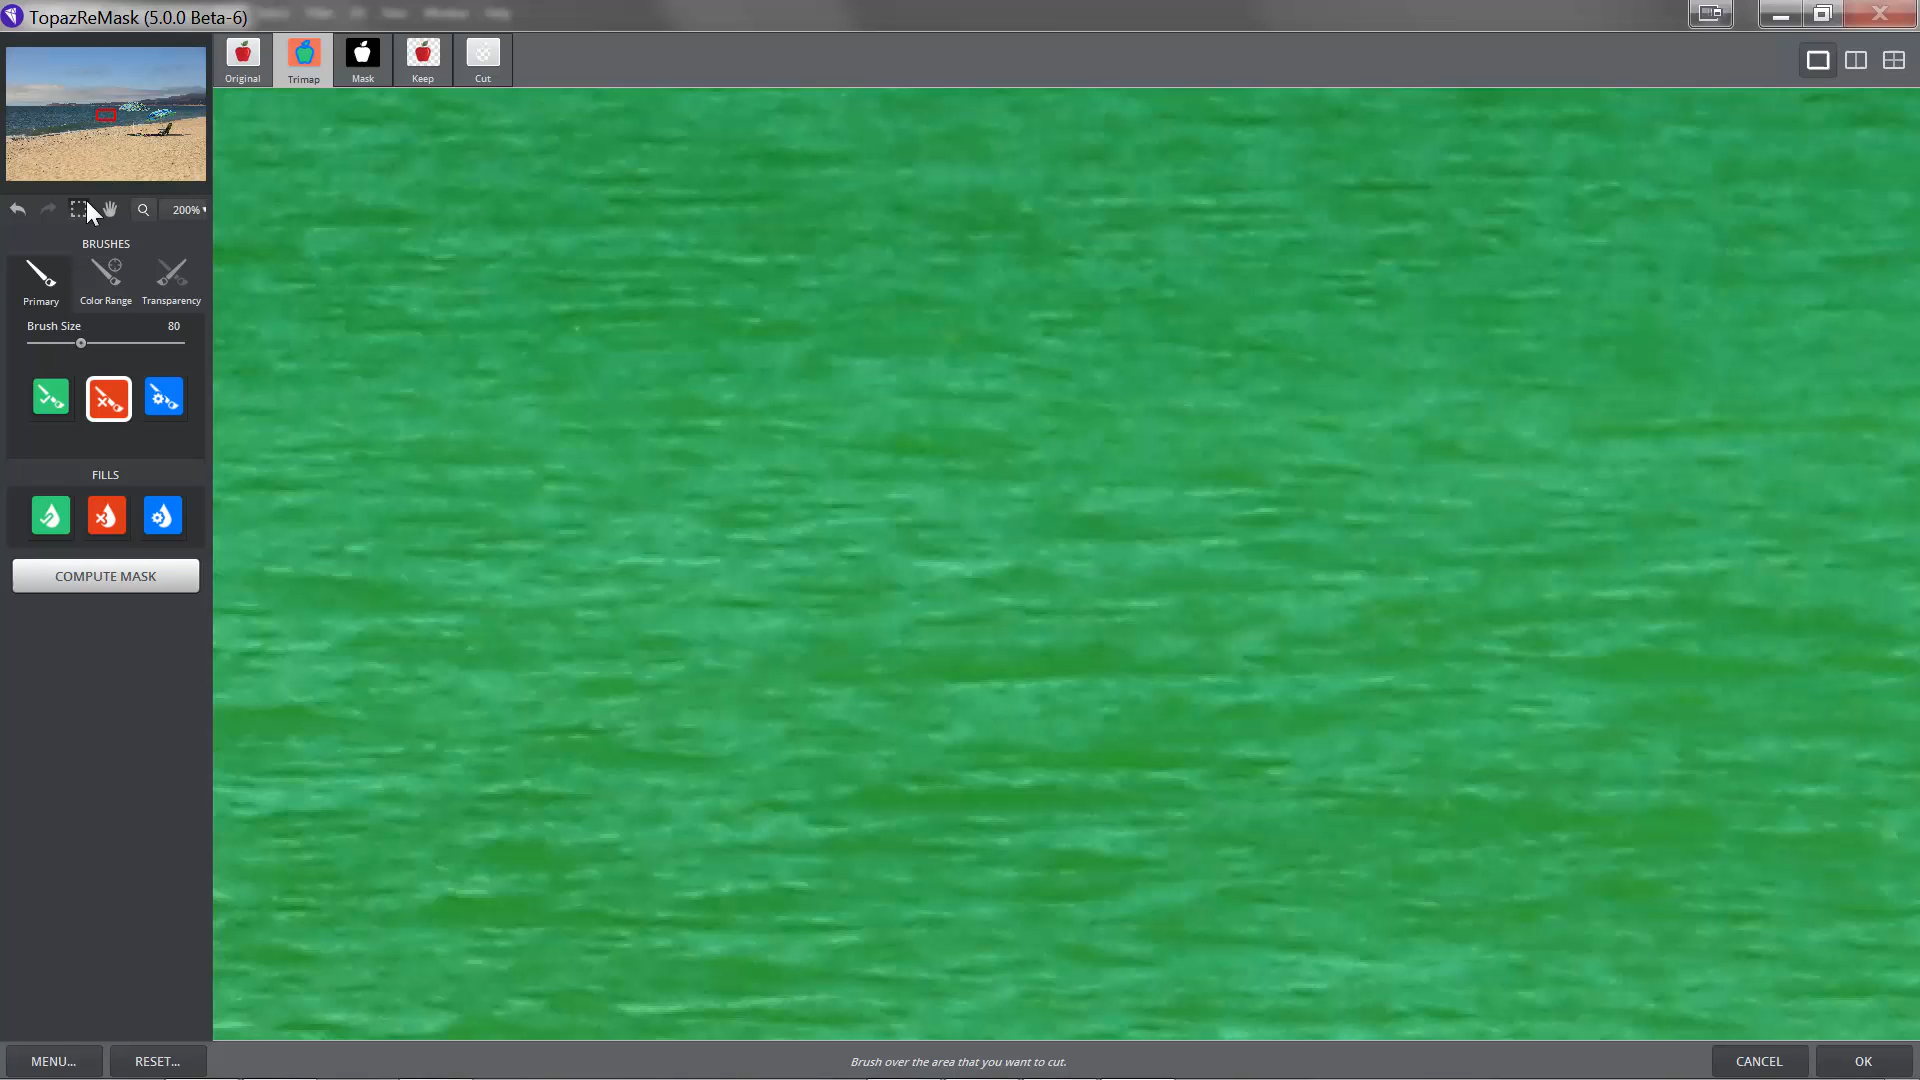 TopazReMask (5.0.0 Beta-6)
Original
Trimap
Mask
Keep
Cut
200%
BRUSHES
Primary
Color Range
Transparency
Brush Size 80
FILLS
COMPUTE MASK
MENU...
RESET...
Brush over the area that you want to cut.
CANCEL
OK